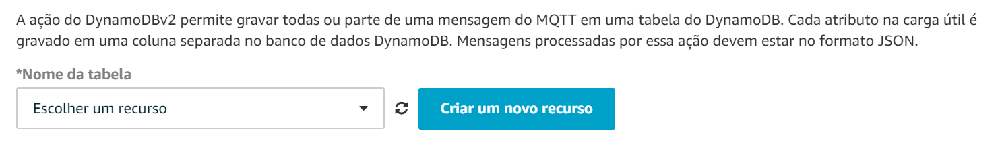 A ação do DynamoDBv2 permite gravar todas ou parte de uma mensagem do MQTT em uma tabela do DynamoDB. Cada atributo na carga útil é
gravado em uma coluna separada no banco de dados DynamoDB. Mensagens processadas por essa ação devem estar no formato JSON.
*Nome da tabela
Escolher um recurso
Criar um novo recurso